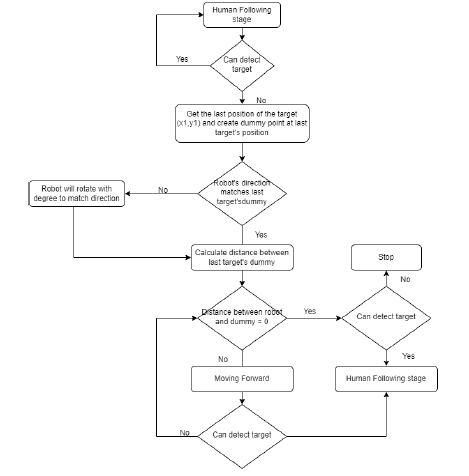 Human Following
stage
Can detect
target
Yes
No
Get the last position of the target
(x1,y1) and create dummy point at last
target's position
Robot's direction
matches last
target'sdummy
No
Robot will rotate with
degree to match direction
Yes
Calculate distance between
last target's dummy
Stop
No
Distance between robot
and dummy = 0
Yes
Can detect target
No
Yes
Moving Forward
Human Following stage
Can detect target
No